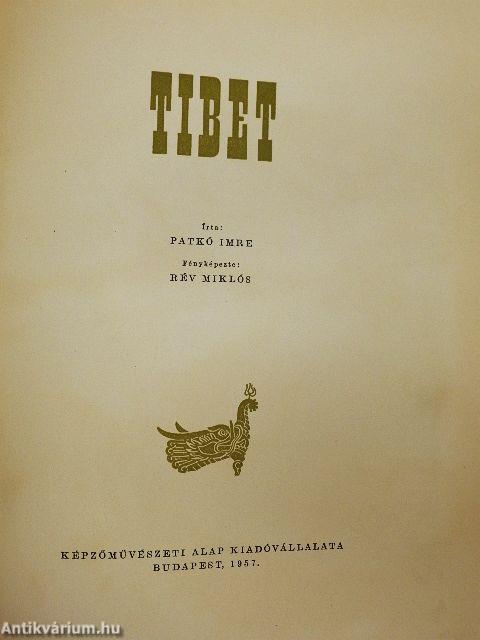 TIBET
Írta:
PATKÓ IMRE
Fényképezte:
RÉV MIKLÓS
KÉPZŐMŰVÉSZETI ALAP KIADÓVÁLLALATA
BUDAPEST, 1957.
Antikvárium.hu